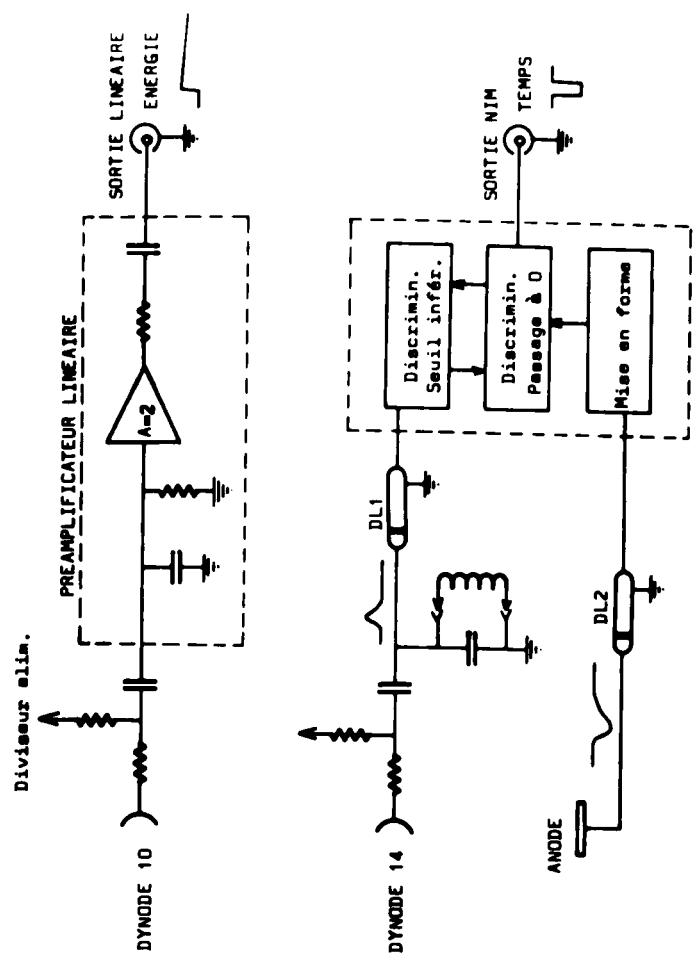 Diviseur alim.
PREAMPLIFICATEUR LINEAIRE
SORTIE LINEAIRE
ENERGIE
A=2
DYNODE 10
DL1
Discrimin.
Seuil infér.
Discrimin.
Passage à 0
Mise en forme
SORTIE NIM
TEMPS
DYNODE 14
DL2
ANODE